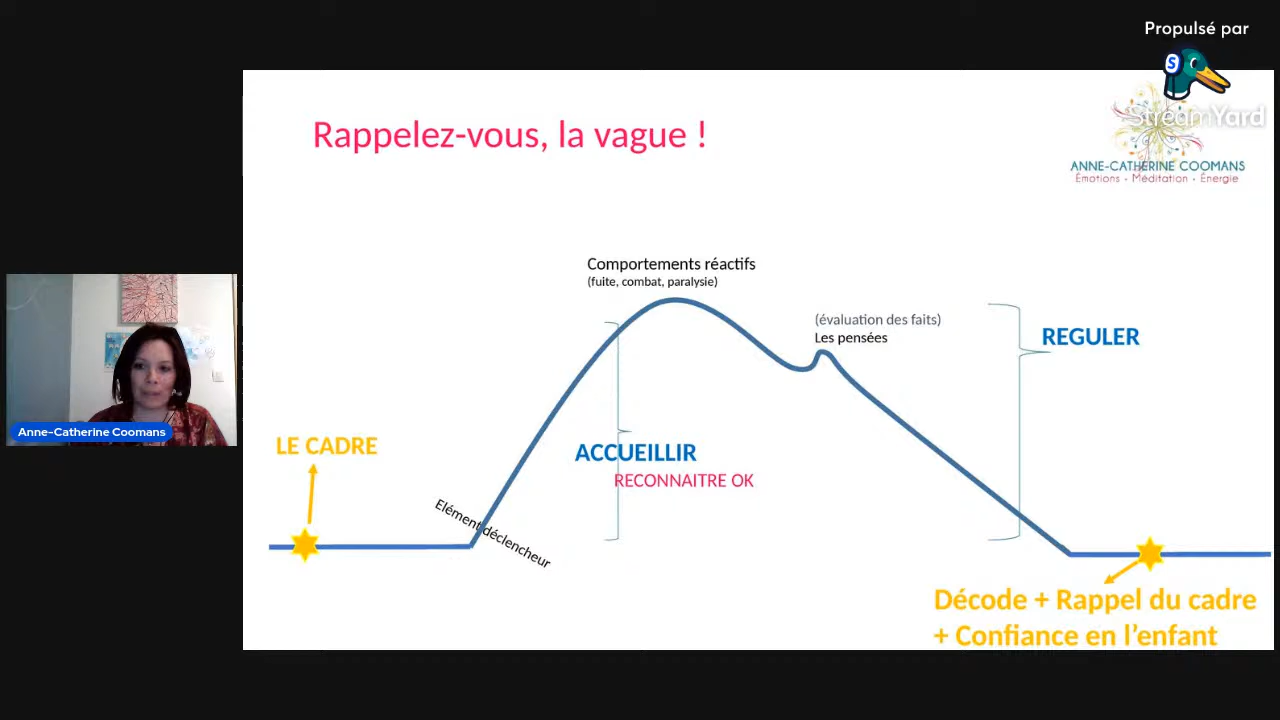 Propulsé par
StreamYard
Rappelez-vous, la vague !
ANNE-CATHERINE COOMANS
Émotions - Méditation - Énergie
Comportements réactifs
(fuite, combat, paralysie)
(évaluation des faits)
Les pensées
REGULER
Anne-Catherine Coomans
LE CADRE
ACCUEILLIR
RECONNAITRE OK
Elément déclencheur
Décode + Rappel du cadre
+ Confiance en l’enfant